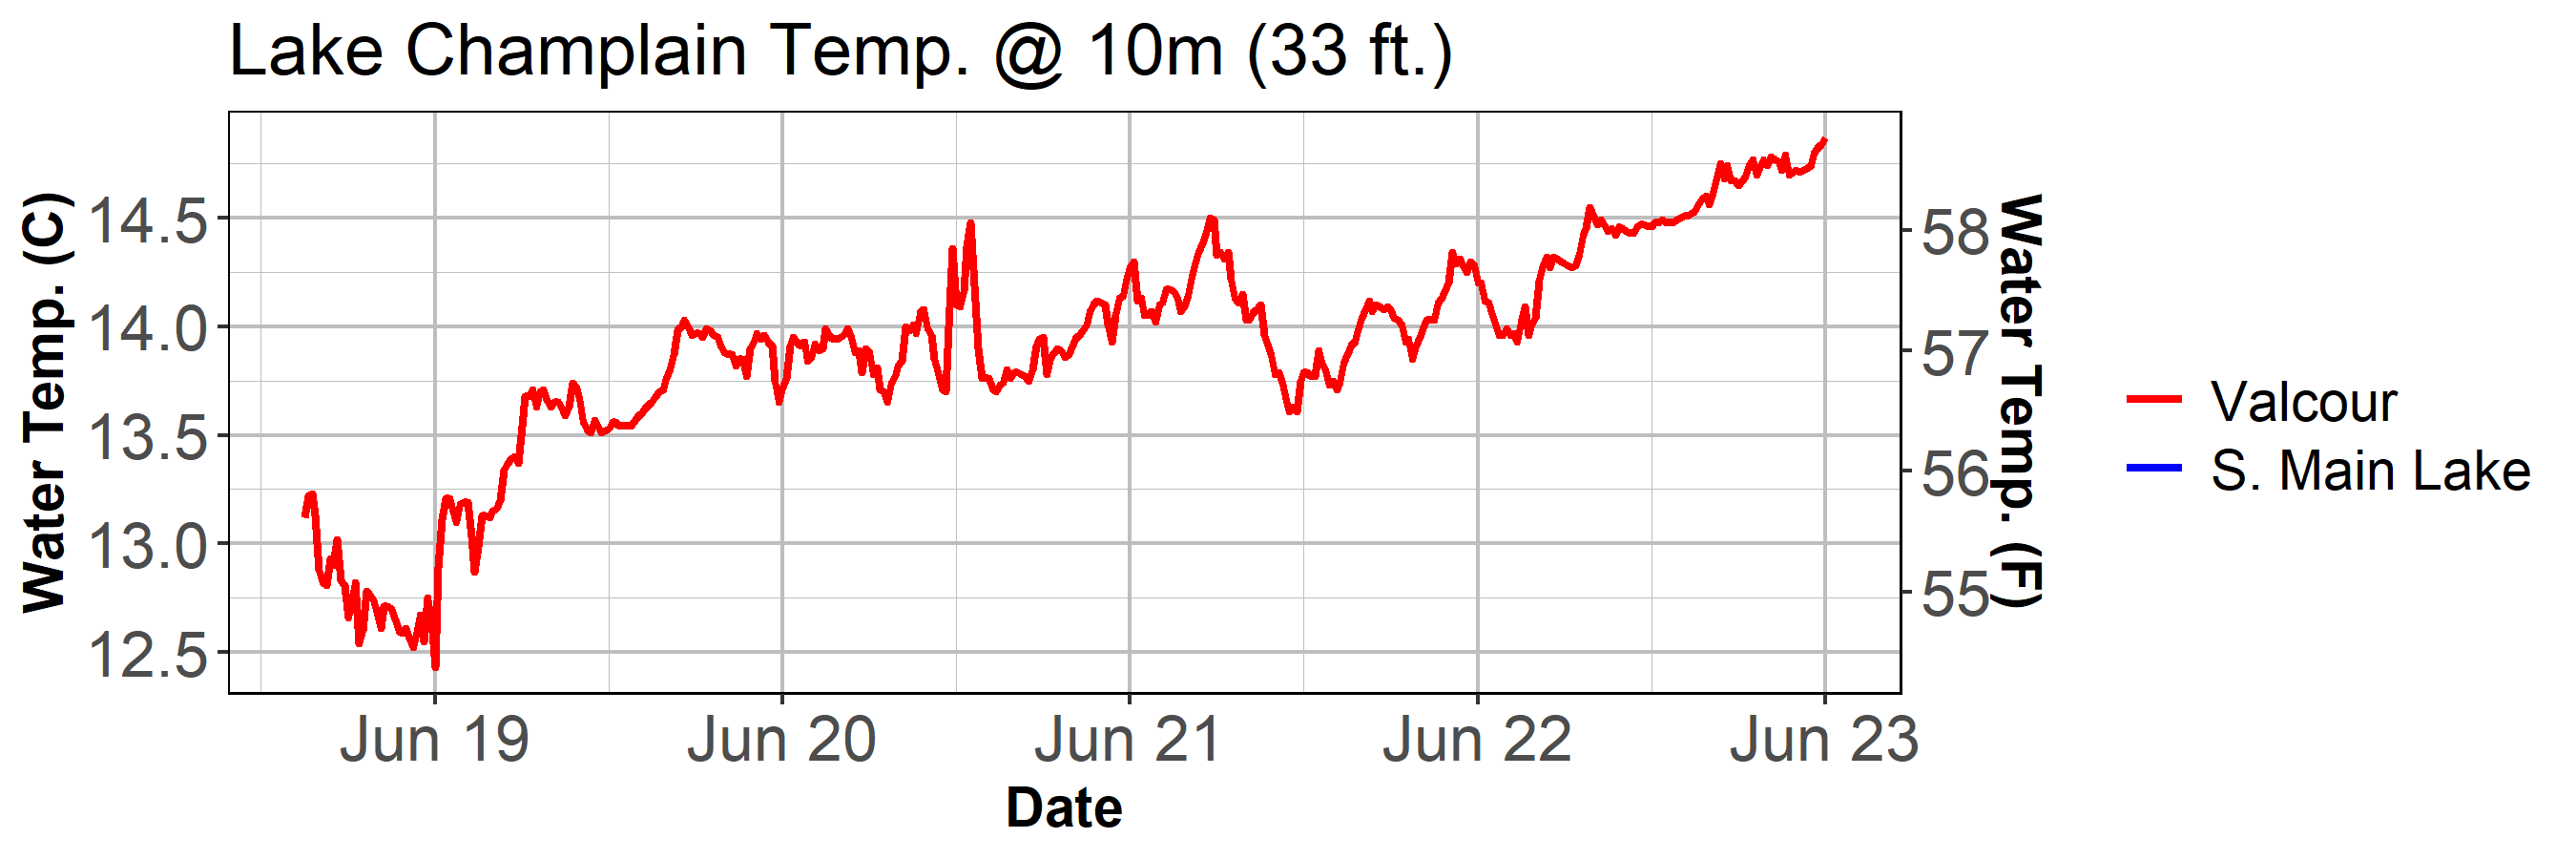 Lake Champlain Temp. @ 10m (33 ft.)
Water Temp. (C)
14.5
14.0
13.5
13.0
12.5
58
57
56
55
Water Temp. (F)
Jun 19 Jun 20 Jun 21 Jun 22 Jun 23
Date
Valcour
S. Main Lake